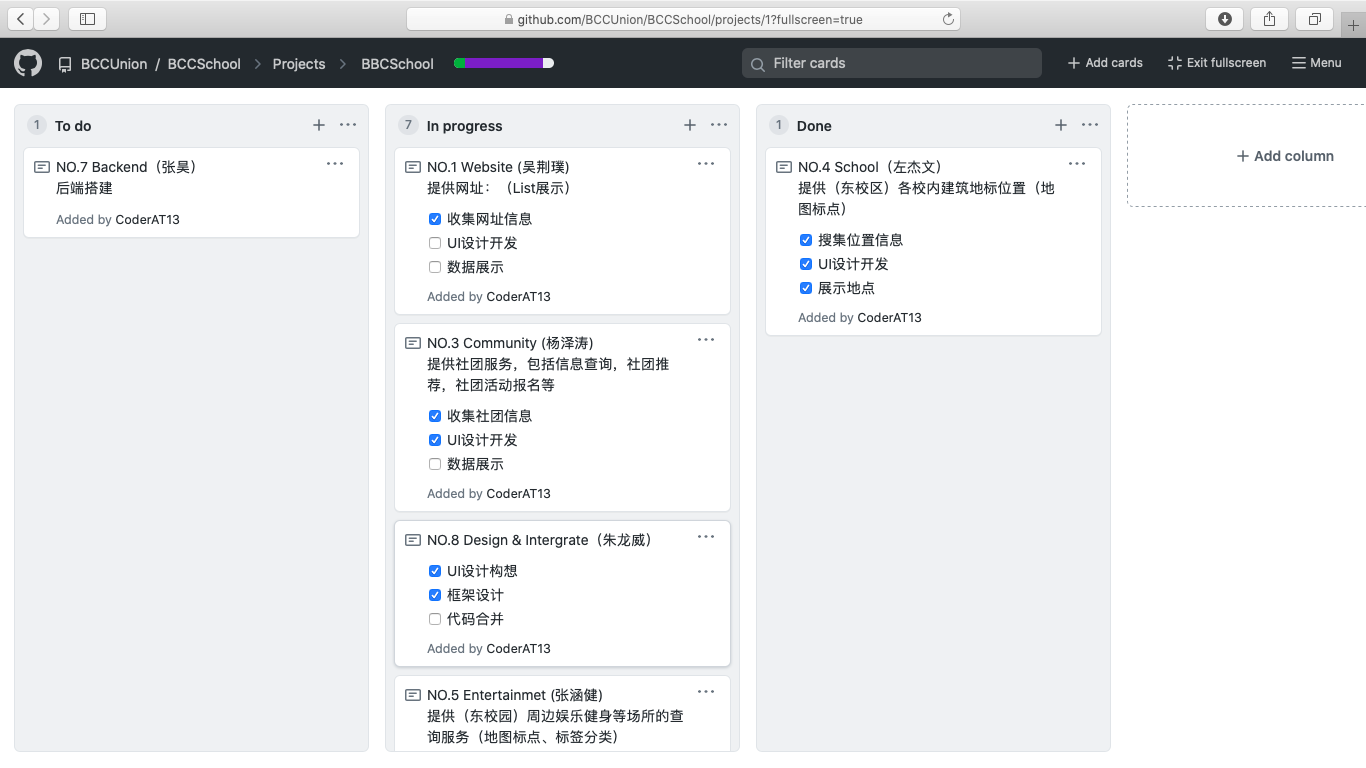 github.com/BCCUnion/BCCSchool/projects/1?fullscreen=true
BCCUnion / BCCSchool Projects BBCSchool
Filter cards
Add cards
Exit fullscreen
Menu
1 To do
NO.7 Backend（张昊）
后端搭建
Added by CoderAT13
7 In progress
NO.1 Website (吴荆璞)
提供网址：（List展示）
收集网址信息
UI设计开发
数据展示
Added by CoderAT13
NO.3 Community (杨泽涛)
提供社团服务，包括信息查询，社团推
荐，社团活动报名等
收集社团信息
UI设计开发
数据展示
Added by CoderAT13
NO.8 Design & Intergrate（朱龙威）
UI设计构想
框架设计
代码合并
Added by CoderAT13
NO.5 Entertainmet (张涵健)
提供（东校园）周边娱乐健身等场所的查
询服务（地图标点、标签分类）
1 Done
NO.4 School（左杰文）
提供（东校区）各校内建筑地标位置（地
图标点）
搜集位置信息
UI设计开发
展示地点
Added by CoderAT13
Add column